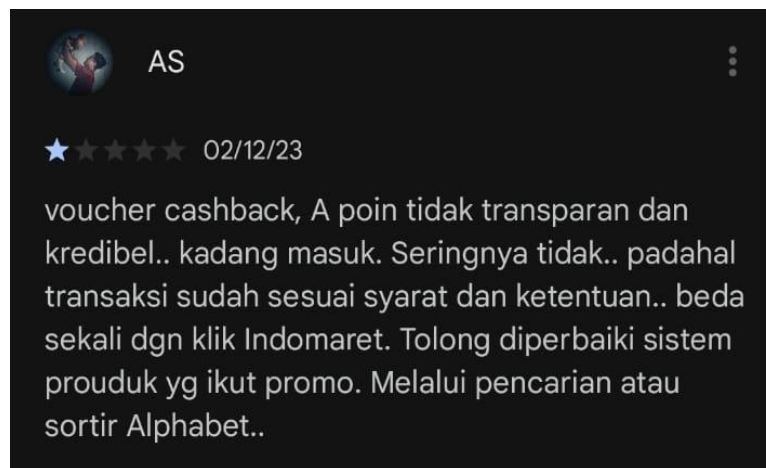 AS
02/12/23
voucher cashback, A poin tidak transparan dan
kredibel.. kadang masuk. Seringnya tidak.. padahal
transaksi sudah sesuai syarat dan ketentuan.. beda
sekali dgn klik Indomaret. Tolong diperbaiki sistem
prouduk yg ikut promo. Melalui pencarian atau
sortir Alphabet..